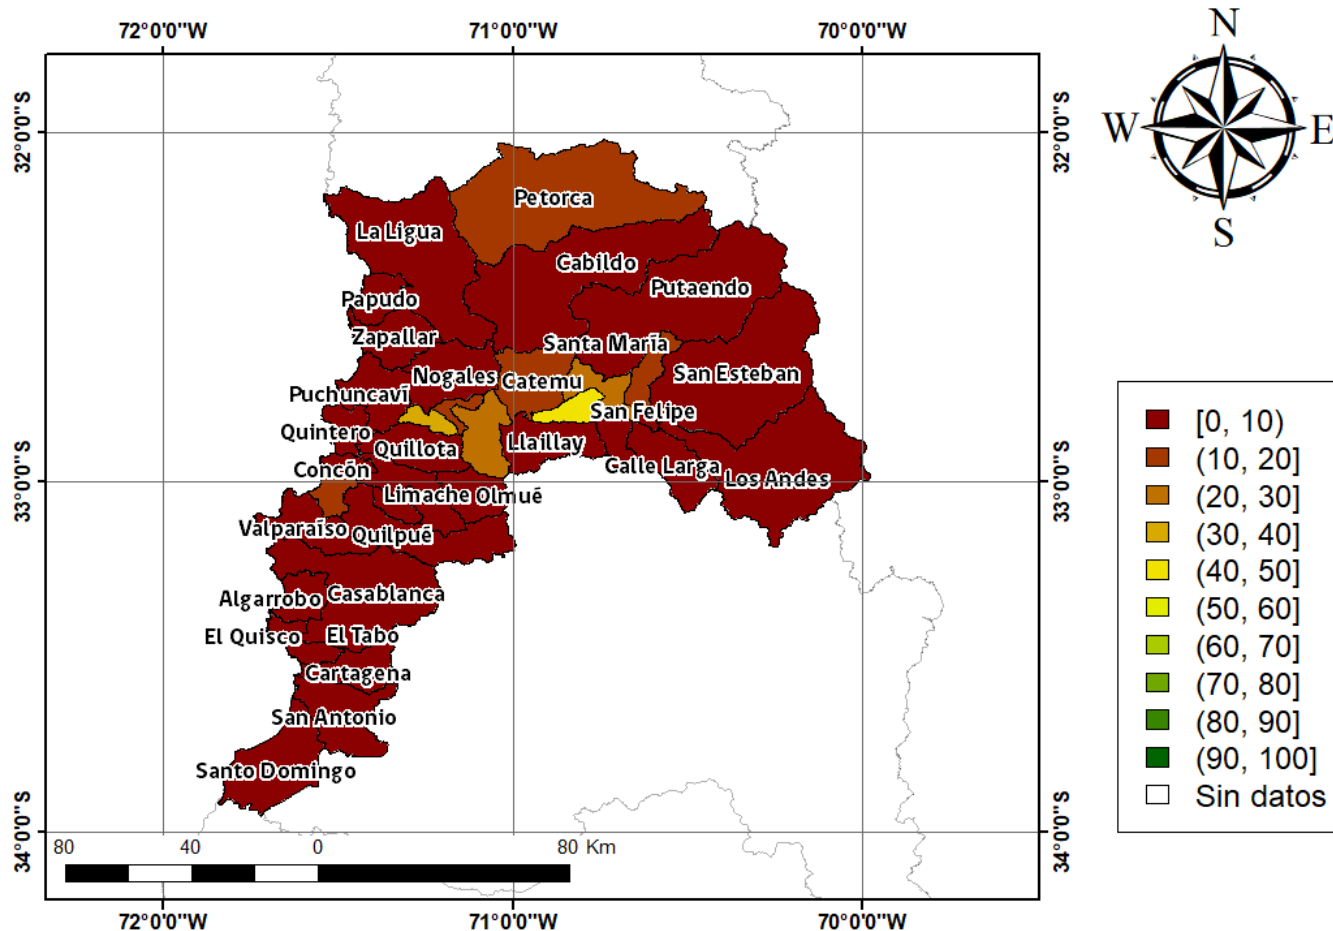 72°0'0"W 71°0'0"W 70°0'0"W
N
W E
S
32°0'0"S
32°0'0"S
Petorca
La Ligua
Cabildo
Putaendo
Papudo
Zapallar
Santa María
Nogales
Catemu
San Esteban
Puchuncaví
San Felipe
Quintero
Quillota
Llaillay
Concón
Calle Larga
Los Andes
33°0'0"S
33°0'0"S
Limache
Olmué
Valparaíso
Quilpué
Algarrobo
Casablanca
El Quisco
El Tabo
Cartagena
San Antonio
Santo Domingo
34°0'0"S
34°0'0"S
80 40 0 80 Km
72°0'0"W 71°0'0"W 70°0'0"W
[0, 10)
(10, 20]
(20, 30]
(30, 40]
(40, 50]
(50, 60]
(60, 70]
(70, 80]
(80, 90]
(90, 100]
Sin datos